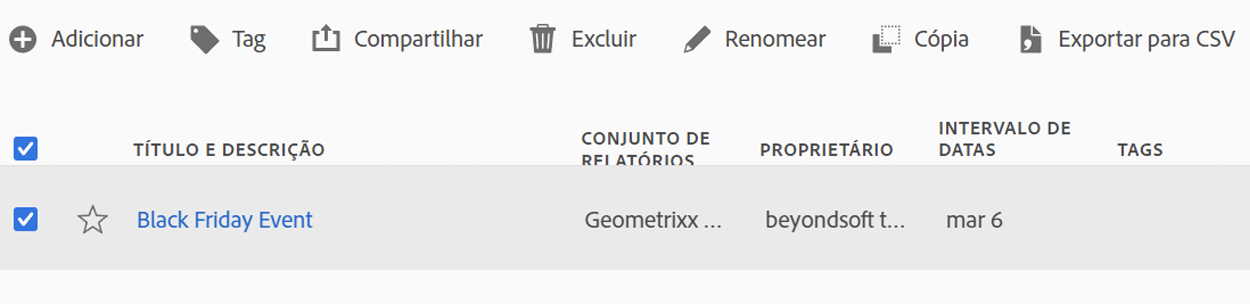 Adicionar Tag Compartilhar Excluir Renomear Cópia Exportar para CSV
TÍTULO E DESCRIÇÃO
CONJUNTO DE
RELATÓRIOS
PROPRIETÁRIO
INTERVALO DE
DATAS
TAGS
Black Friday Event Geometrixx ... beyondsoft t... mar 6